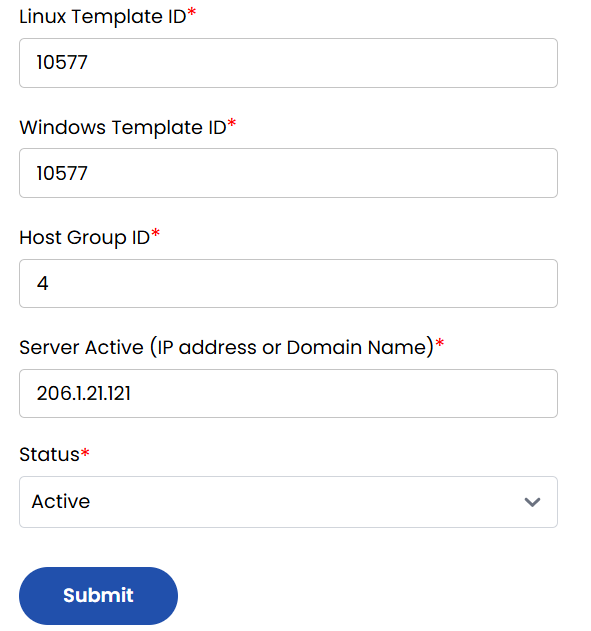 Linux Template ID*
10577
Windows Template ID*
10577
Host Group ID*
4
Server Active (IP address or Domain Name)*
206.1.21.121
Status*
Active
Submit